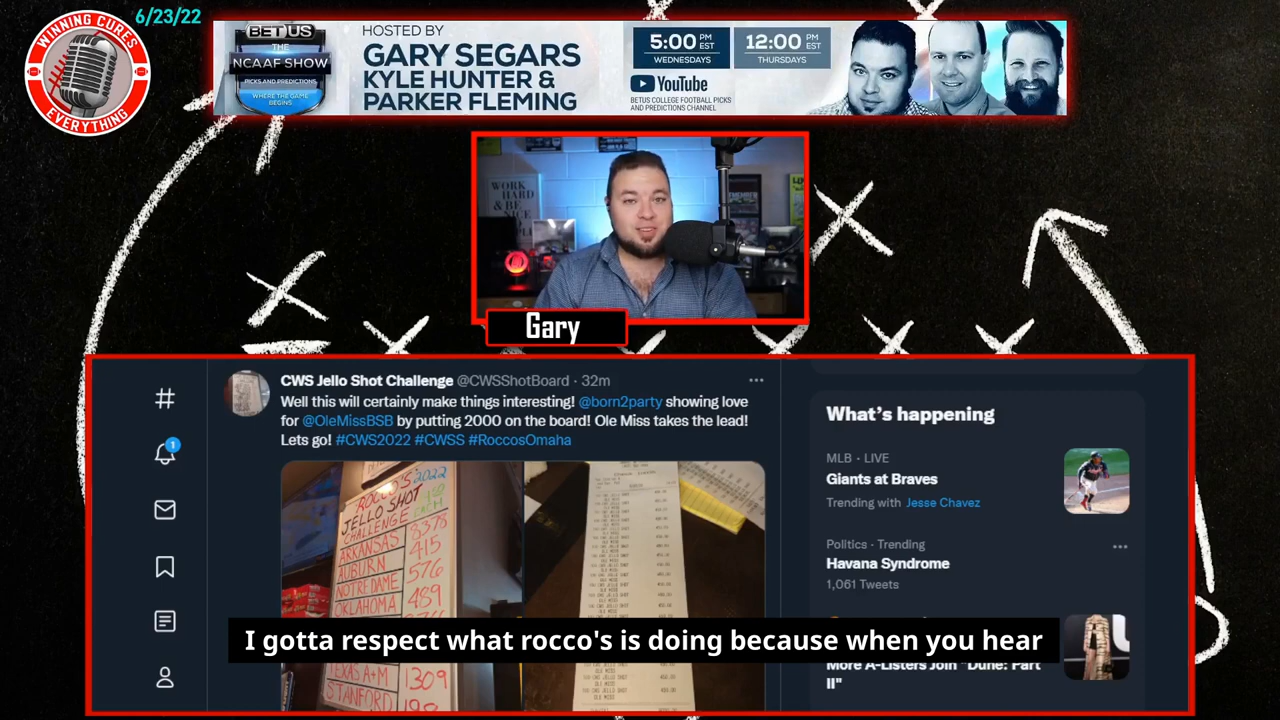 6/23/22
WINNING CURES
EVERYTHING
BETUS
THE
NCAAF SHOW
PICKS AND PREDICTIONS
WHERE THE GAME
BEGINS
HOSTED BY
GARY SEGARS
KYLE HUNTER &
PARKER FLEMING
5:00 PM EST
WEDNESDAYS
12:00 PM EST
THURSDAYS
YouTube
BETUS COLLEGE FOOTBALL PICKS
AND PREDICTIONS CHANNEL
WORK
HARD
& BE
NICE
Gary
CWS Jello Shot Challenge @CWSShotBoard · 32m
Well this will certainly make things interesting! @born2party showing love
for @OleMissBSB by putting 2000 on the board! Ole Miss takes the lead!
Lets go! #CWS2022 #CWSS #RoccosOmaha
ROCCO'S 2022
JELLO SHOT
CHALLENGE
ARKANSAS 8378
AUBURN 415
NOTRE DAME 576
OKLAHOMA 489
TEXAS A+M 1309
STANFORD
1
What's happening
MLB · LIVE
Giants at Braves
Trending with Jesse Chavez
Politics · Trending
Havana Syndrome
1,061 Tweets
More A-Listers Join "Dune: Part
II"
I gotta respect what rocco's is doing because when you hear